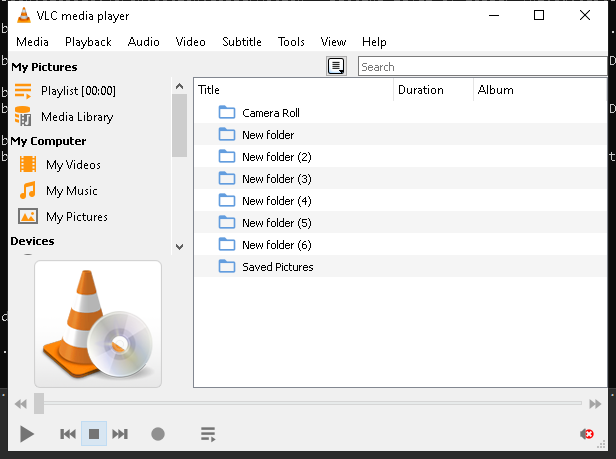 VLC media player
Media Playback Audio Video Subtitle Tools View Help
My Pictures
Playlist [00:00]
Media Library
My Computer
My Videos
My Music
My Pictures
Devices
Search
Title Duration Album
Camera Roll
New folder
New folder (2)
New folder (3)
New folder (4)
New folder (5)
New folder (6)
Saved Pictures